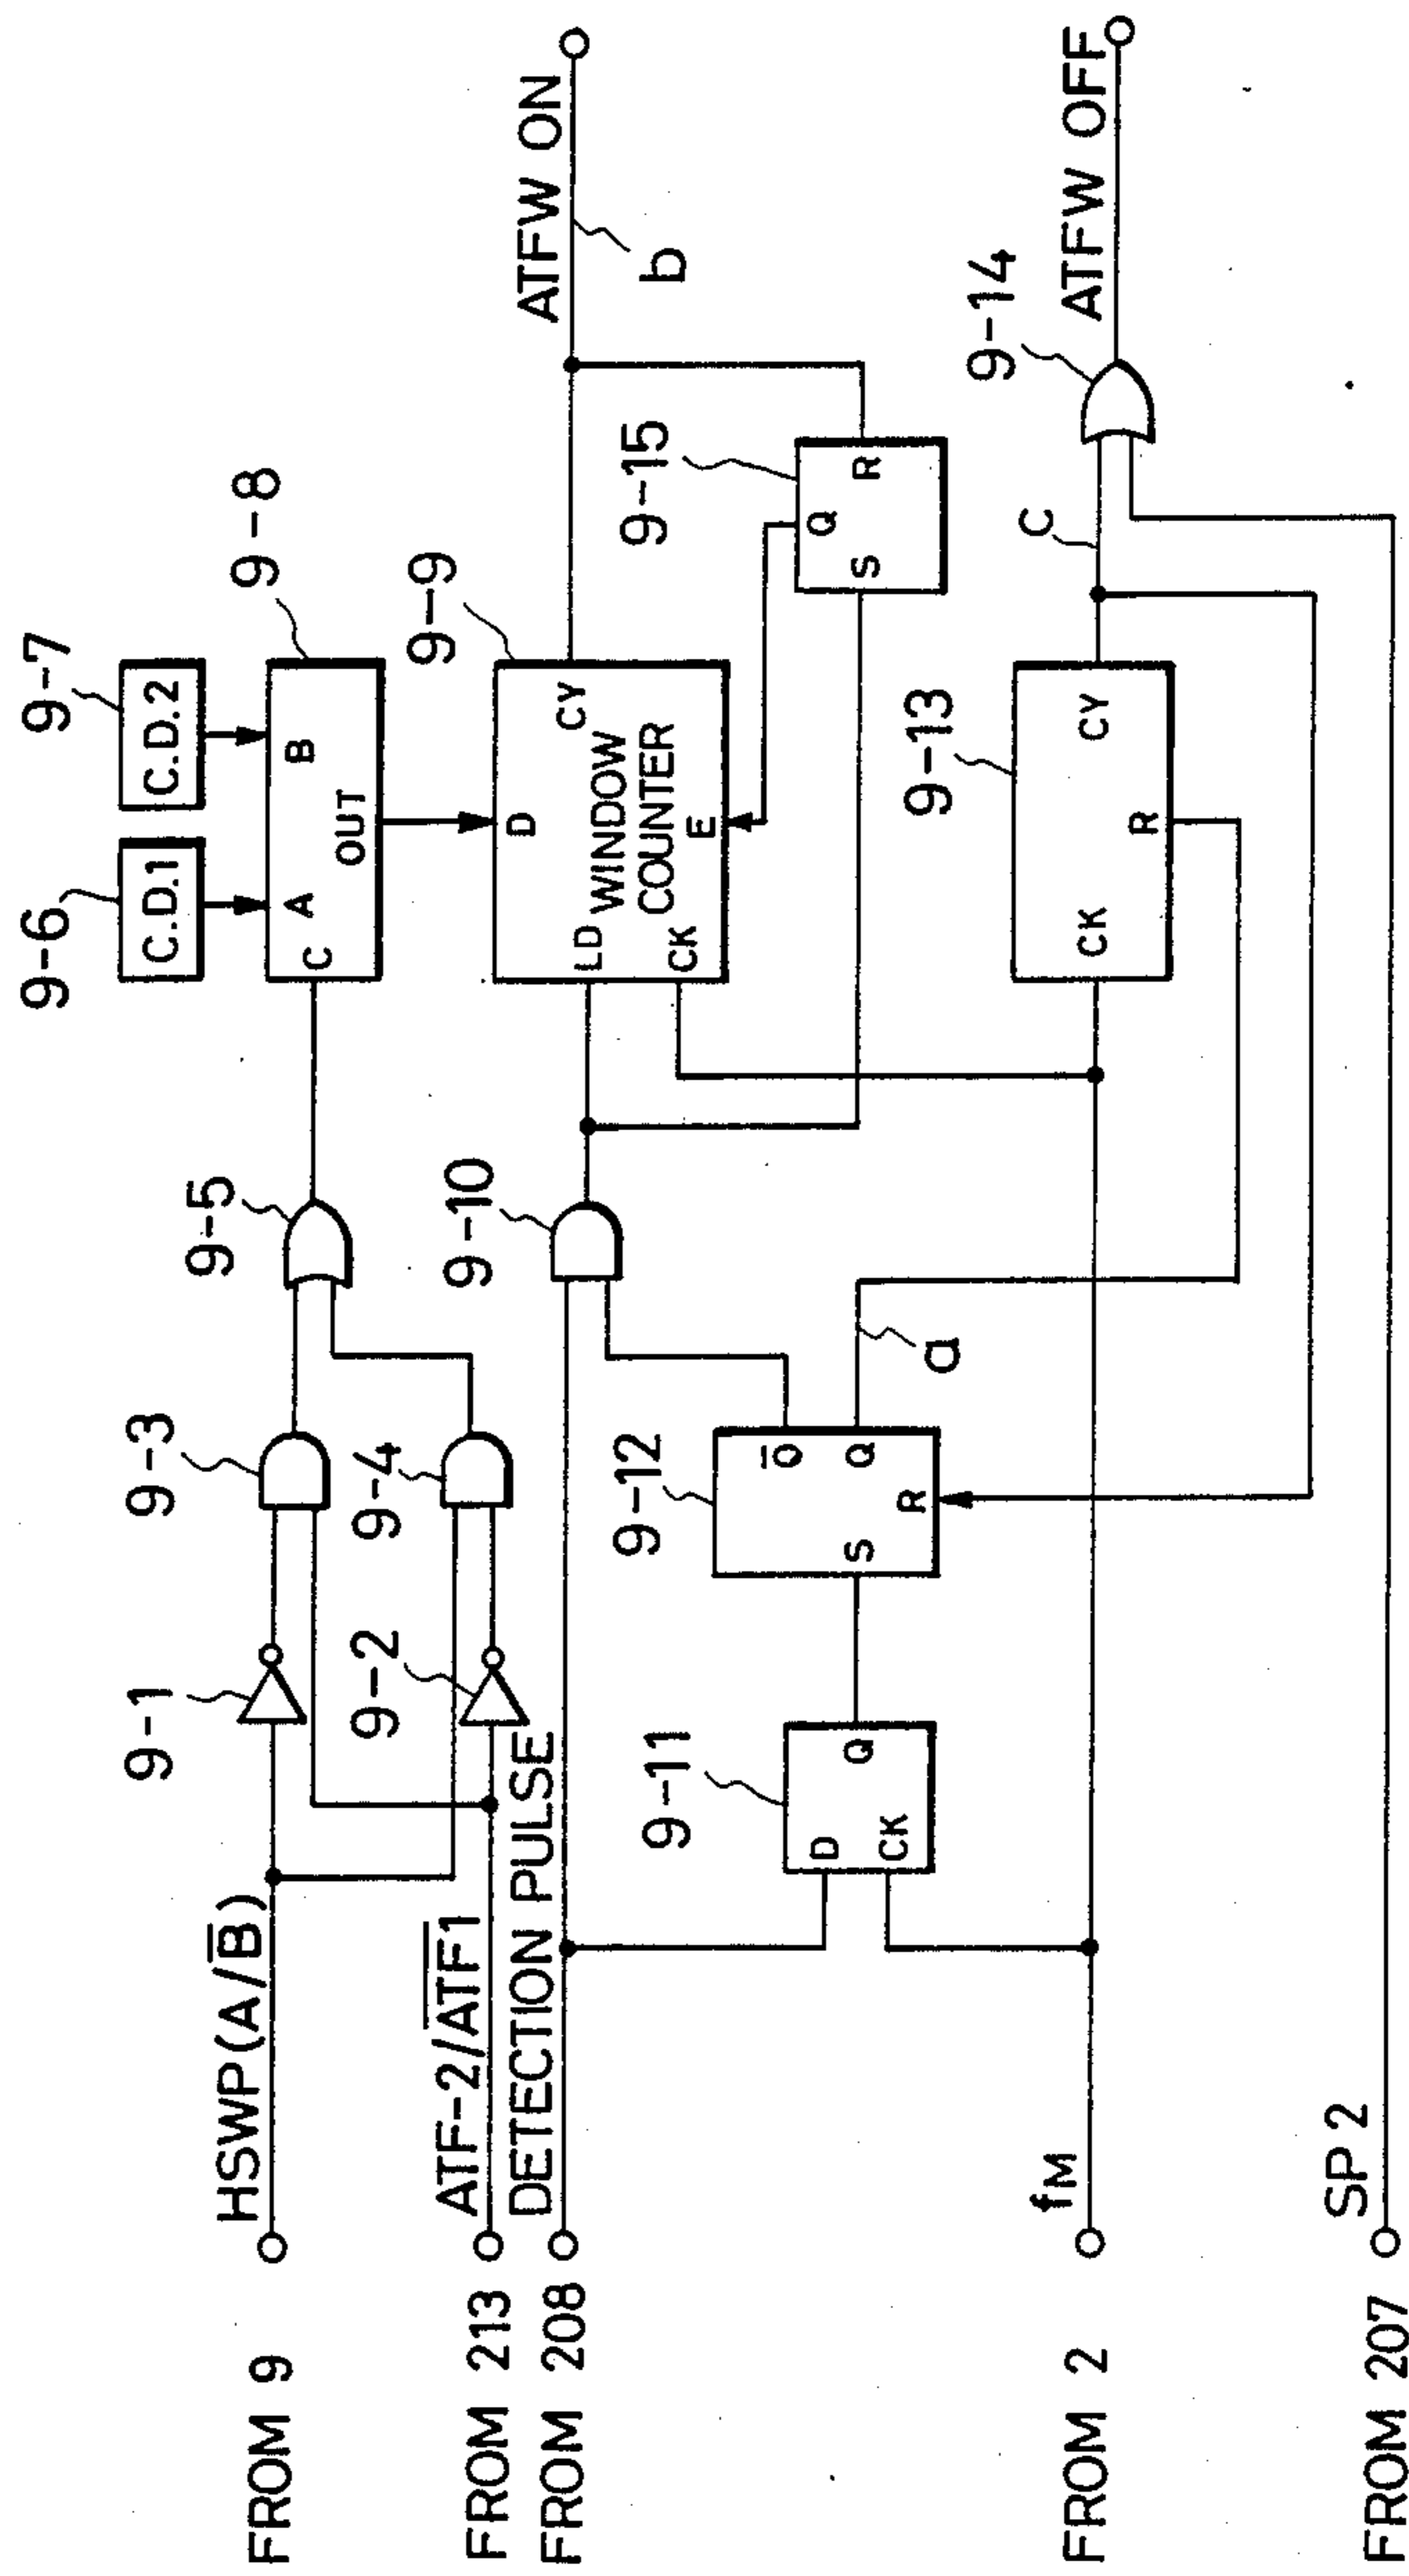 FROM 9
HSWP(A/B̅)
9-1
9-3
9-5
9-6
C.D.1
9-7
C.D.2
9-8
A
B
C
OUT
FROM 213
ATF-2/A̅T̅F̅1
9-2
9-4
FROM 208
DETECTION PULSE
9-10
9-9
D
LD
CY
WINDOW
COUNTER
CK
E
ATFW ON
b
9-15
Q
S
R
9-11
D
Q
CK
9-12
Q̅
Q
S
R
a
FROM 2
fM
9-13
CK
CY
R
C
9-14
ATFW OFF
FROM 207
SP 2